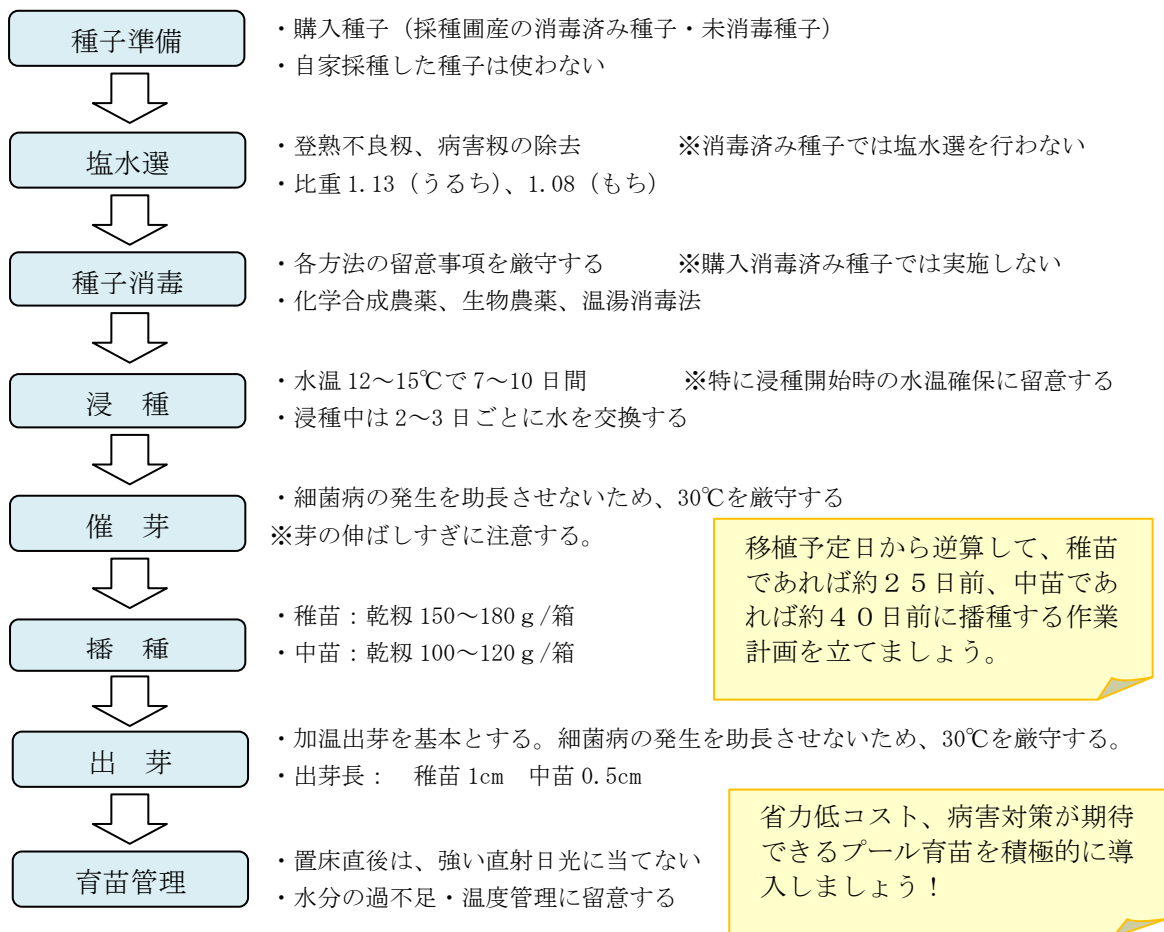 種子準備
・購入種子（採種圃産の消毒済み種子・未消毒種子）
・自家採種した種子は使わない
塩水選
・登熟不良籾、病害籾の除去　　　※消毒済み種子では塩水選を行わない
・比重 1.13（うるち）、1.08（もち）
種子消毒
・各方法の留意事項を厳守する　　　※購入消毒済み種子では実施しない
・化学合成農薬、生物農薬、温湯消毒法
浸　種
・水温 12～15℃で 7～10 日間　　　※特に浸種開始時の水温確保に留意する
・浸種中は 2～3 日ごとに水を交換する
催　芽
・細菌病の発生を助長させないため、30℃を厳守する
※芽の伸ばしすぎに注意する。
移植予定日から逆算して、稚苗
であれば約２５日前、中苗であ
れば約４０日前に播種する作業
計画を立てましょう。
播　種
・稚苗：乾籾 150～180ｇ/箱
・中苗：乾籾 100～120ｇ/箱
出　芽
・加温出芽を基本とする。細菌病の発生を助長させないため、30℃を厳守する。
・出芽長：　稚苗 1cm　中苗 0.5cm
省力低コスト、病害対策が期待
できるプール育苗を積極的に導
入しましょう！
育苗管理
・置床直後は、強い直射日光に当てない
・水分の過不足・温度管理に留意する